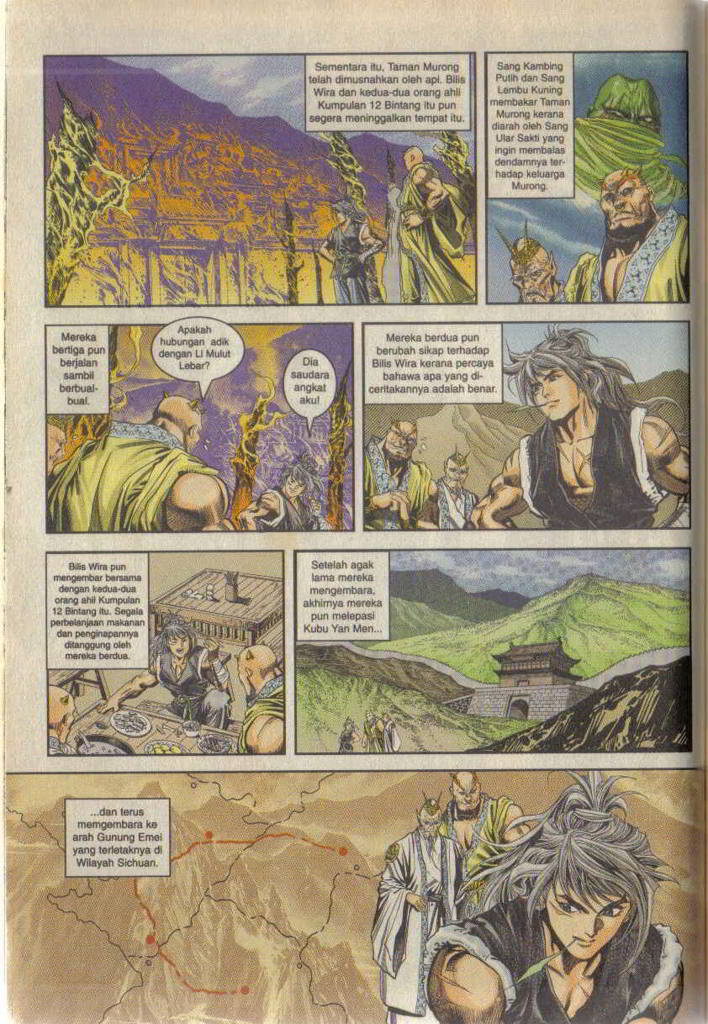 Sementara itu, Taman Murong
telah dimusnahkan oleh api. Bilis
Wira dan kedua-dua orang ahli
Kumpulan 12 Bintang itu pun
segera meninggalkan tempat itu.
Sang Kambing
Putih dan Sang
Lembu Kuning
membakar Taman
Murong kerana
diarah oleh Sang
Ular Sakti yang
ingin membalas
dendamnya ter-
hadap keluarga
Murong.
Mereka
bertiga pun
berjalan
sambil
berbual-
bual.
Apakah
hubungan adik
dengan Li Mulut
Lebar?
Dia
saudara
angkat
aku!
Mereka berdua pun
berubah sikap terhadap
Bilis Wira kerana percaya
bahawa apa yang di-
ceritakannya adalah benar.
Bilis Wira pun
mengembar bersama
dengan kedua-dua
orang ahli Kumpulan
12 Bintang itu. Segala
perbelanjaan makanan
dan penginapannya
ditanggung oleh
mereka berdua.
Setelah agak
lama mereka
mengembara,
akhirnya mereka
pun melepasi
Kubu Yan Men...
...dan terus
memgembara ke
arah Gunung Emei
yang terletaknya di
Wilayah Sichuan.